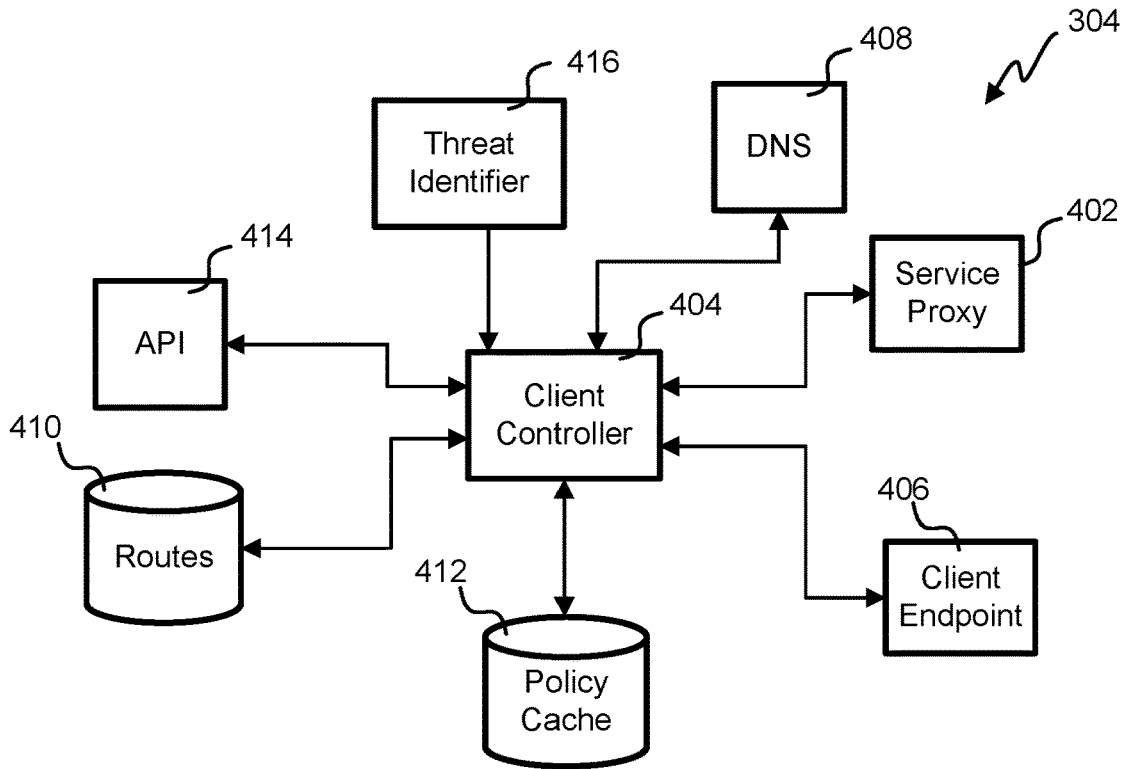 304
416
Threat
Identifier
408
DNS
402
Service
Proxy
414
API
404
Client
Controller
410
Routes
406
Client
Endpoint
412
Policy
Cache